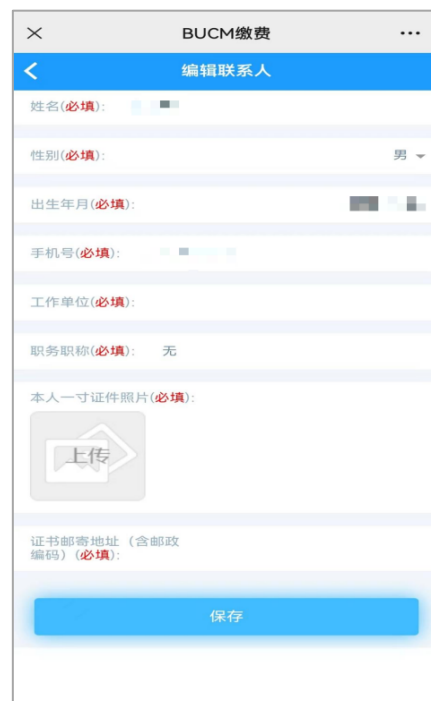 BUCM缴费
编辑联系人
姓名(必填):
性别(必填): 男
出生年月(必填):
手机号(必填):
工作单位(必填):
职务职称(必填): 无
本人一寸证件照片(必填):
上传
证书邮寄地址（含邮政
编码）(必填):
保存